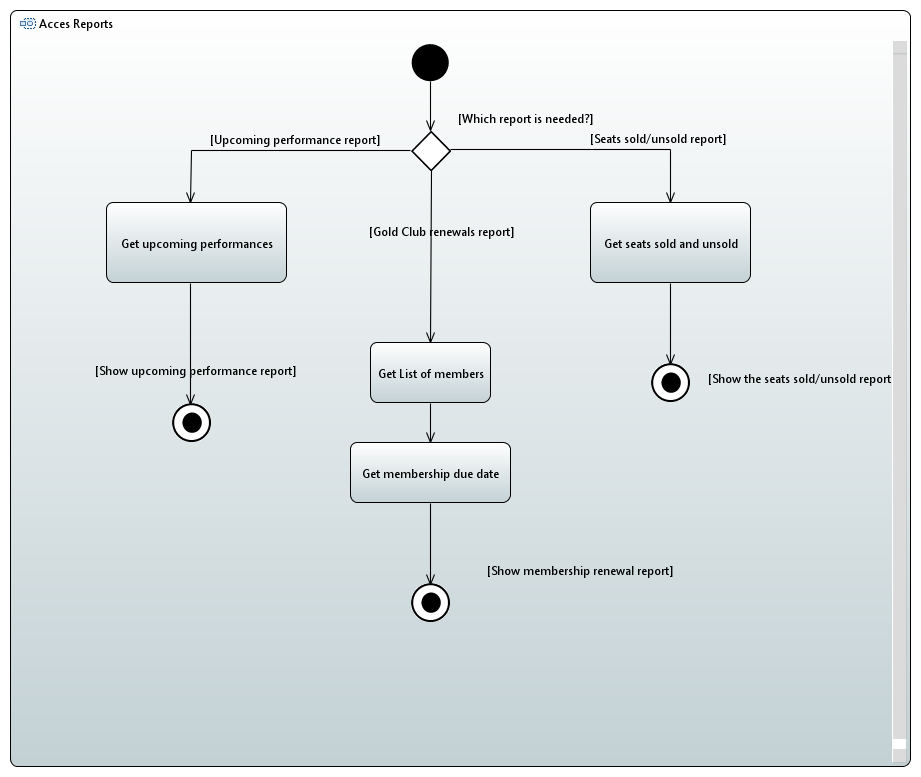 Acces Reports
[Which report is needed?]
[Upcoming performance report]
[Seats sold/unsold report]
[Gold Club renewals report]
Get upcoming performances
Get seats sold and unsold
[Show upcoming performance report]
Get List of members
[Show the seats sold/unsold report
Get membership due date
[Show membership renewal report]